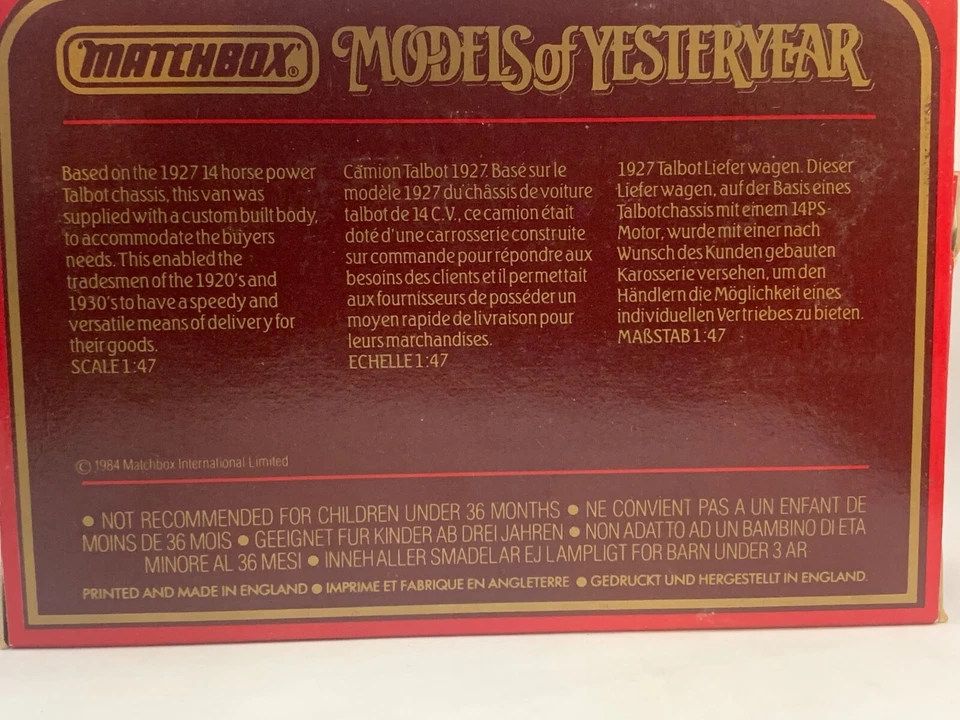 MATCHBOX ® MODELS of YESTERYEAR
Based on the 1927 14 horse power
Talbot chassis, this van was
supplied with a custom built body,
to accommodate the buyers
needs. This enabled the
tradesmen of the 1920's and
1930's to have a speedy and
versatile means of delivery for
their goods.
SCALE 1:47
Camion Talbot 1927. Basé sur le
modèle 1927 du châssis de voiture
talbot de 14 C.V., ce camion était
doté d'une carrosserie construite
sur commande pour répondre aux
besoins des clients et il permettait
aux fournisseurs de posséder un
moyen rapide de livraison pour
leurs marchandises.
ECHELLE 1:47
1927 Talbot Liefer wagen. Dieser
Liefer wagen, auf der Basis eines
Talbotchassis mit einem 14PS-
Motor, wurde mit einer nach
Wunsch des Kunden gebauten
Karosserie versehen, um den
Händlern die Möglichkeit eines
individuellen Vertriebes zu bieten.
MAßSTAB 1:47
© 1984 Matchbox International Limited
● NOT RECOMMENDED FOR CHILDREN UNDER 36 MONTHS ● NE CONVIENT PAS A UN ENFANT DE
MOINS DE 36 MOIS ● GEEIGNET FUR KINDER AB DREI JAHREN ● NON ADATTO AD UN BAMBINO DI ETA
MINORE AL 36 MESI ● INNEHALLER SMADELAR EJ LAMPLIGT FOR BARN UNDER 3 AR
PRINTED AND MADE IN ENGLAND ● IMPRIME ET FABRIQUE EN ANGLETERRE ● GEDRUCKT UND HERGESTELLT IN ENGLAND.